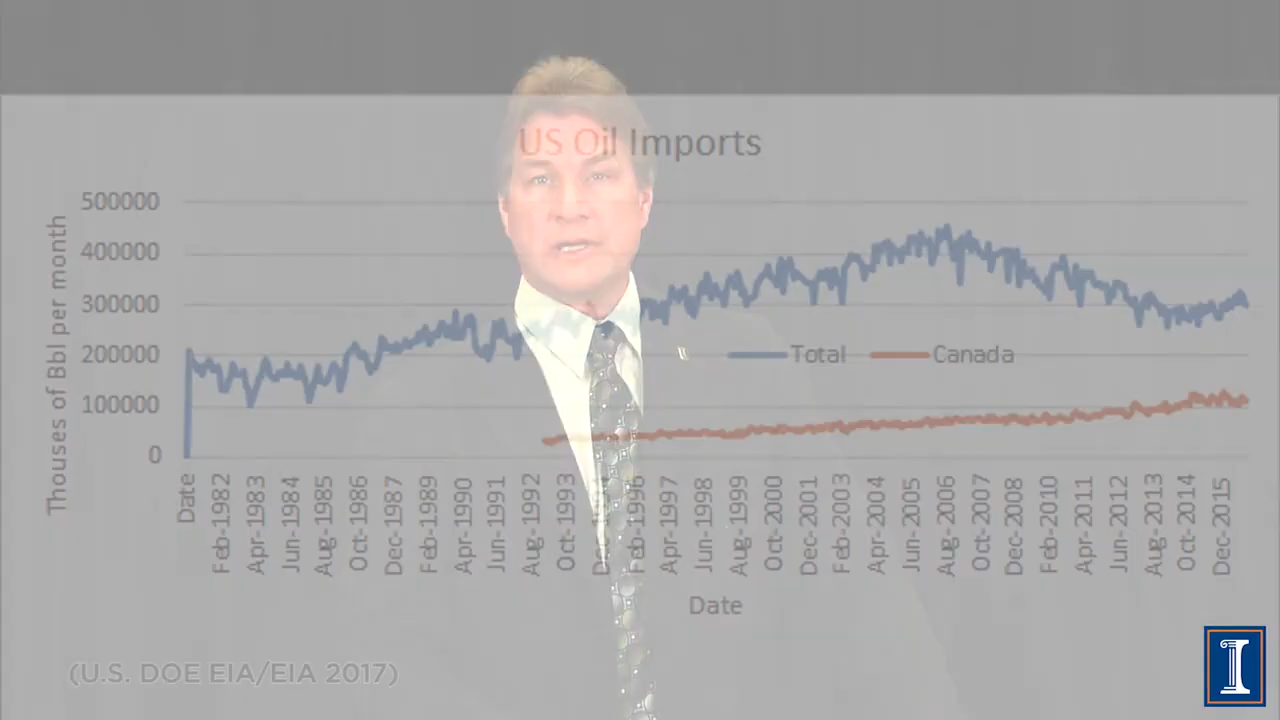 US Oil Imports
500000
400000
300000
200000
100000
0
Thouses of Bbl per month
Total
Canada
Date
Feb-1982
Apr-1983
Jun-1984
Aug-1985
Oct-1986
Dec-1987
Feb-1989
Apr-1990
Jun-1991
Aug-1992
Oct-1993
Feb-1996
Apr-1997
Jun-1998
Aug-1999
Oct-2000
Dec-2001
Feb-2003
Apr-2004
Jun-2005
Aug-2006
Oct-2007
Dec-2008
Feb-2010
Apr-2011
Jun-2012
Aug-2013
Oct-2014
Dec-2015
Date
(U.S. DOE EIA/EIA 2017)
I